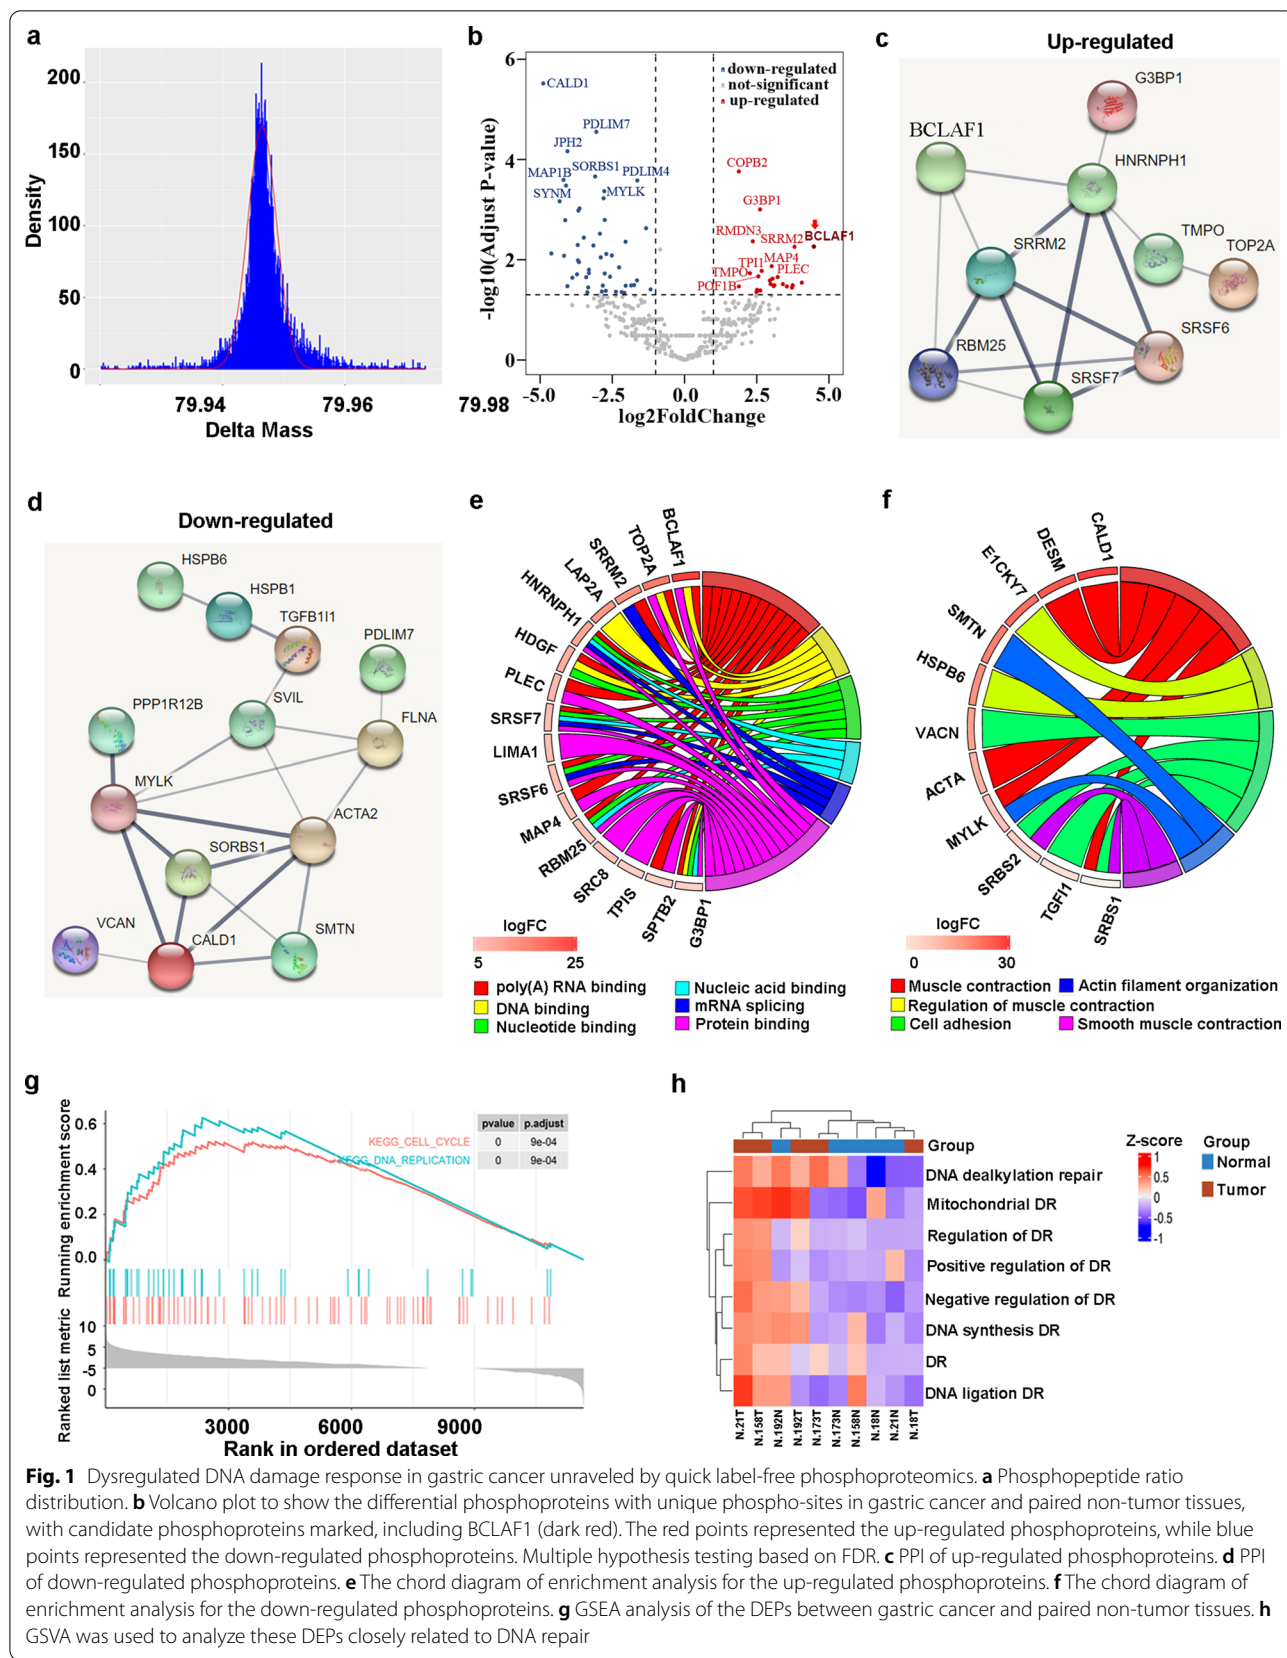 a
200
150
100
50
0
Density
79.94
79.96
79.98
Delta Mass
b
6
4
2
0
-log10(Adjust P-value)
down-regulated
not-significant
up-regulated
CALD1
PDLIM7
JPH2
MAP1B
SORBS1
PDLIM4
SYNM
MYLK
COPB2
G3BP1
RMDN3
SRRM2
BCLAF1
TPI1
MAP4
TMPO
PLEC
POF1B
-5.0
-2.5
0.0
2.5
5.0
log2FoldChange
c
Up-regulated
G3BP1
BCLAF1
HNRNPH1
TMPO
TOP2A
SRRM2
SRSF6
RBM25
SRSF7
d
Down-regulated
HSPB6
HSPB1
TGFB1I1
PDLIM7
PPP1R12B
SVIL
FLNA
MYLK
ACTA2
SORBS1
VCAN
CALD1
SMTN
e
BCLAF1
TOP2A
SRRM2
LAP2A
HNRNPH1
HDGF
PLEC
SRSF7
LIMA1
SRSF6
MAP4
RBM25
SRC8
TPIS
SPTB2
G3BP1
logFC
5
25
poly(A) RNA binding
DNA binding
Nucleotide binding
Nucleic acid binding
mRNA splicing
Protein binding
f
CALD1
DESM
E1CKY7
SMTN
HSPB6
VACN
ACTA
MYLK
SRBS2
TGFI1
SRBS1
logFC
0
30
Muscle contraction
Actin filament organization
Regulation of muscle contraction
Cell adhesion
Smooth muscle contraction
g
0.6
0.4
0.2
0.0
Running enrichment score
KEGG_CELL_CYCLE
KEGG_DNA_REPLICATION
pvalue p.adjust
0 9e-04
0 9e-04
10
5
-5
0
Ranked list metric
3000
6000
9000
Rank in ordered dataset
h
Group
DNA dealkylation repair
Mitochondrial DR
Regulation of DR
Positive regulation of DR
Negative regulation of DR
DNA synthesis DR
DR
DNA ligation DR
N.21T
N.158T
N.192N
N.192T
N.173T
N.173N
N.158N
N.18N
N.21N
N.18T
Z-score
1
0.5
0
-0.5
-1
Group
Normal
Tumor
Fig. 1 Dysregulated DNA damage response in gastric cancer unraveled by quick label-free phosphoproteomics. a Phosphopeptide ratio
distribution. b Volcano plot to show the differential phosphoproteins with unique phospho-sites in gastric cancer and paired non-tumor tissues,
with candidate phosphoproteins marked, including BCLAF1 (dark red). The red points represented the up-regulated phosphoproteins, while blue
points represented the down-regulated phosphoproteins. Multiple hypothesis testing based on FDR. c PPI of up-regulated phosphoproteins. d PPI
of down-regulated phosphoproteins. e The chord diagram of enrichment analysis for the up-regulated phosphoproteins. f The chord diagram of
enrichment analysis for the down-regulated phosphoproteins. g GSEA analysis of the DEPs between gastric cancer and paired non-tumor tissues. h
GSVA was used to analyze these DEPs closely related to DNA repair